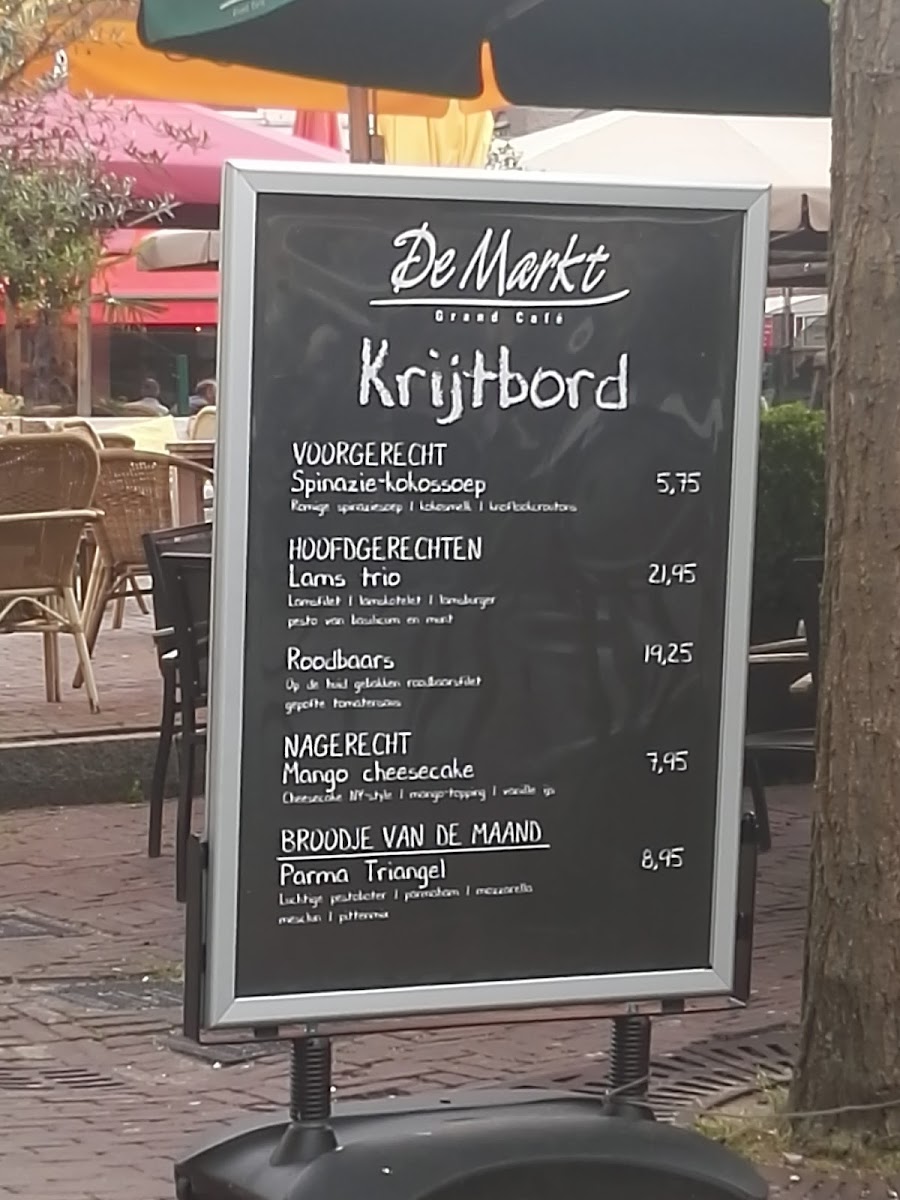 De Markt
Grand Café
Krijtbord
VOORGERECHT
Spinazie-kokossoep 5,75
Romige spinaziesoep | kokosmelk | knoflookcroutons
HOOFDGERECHTEN
Lams trio 21,95
Lamsfilet | lamskotelet | lamsburger
pesto van basilicum en munt
Roodbaars 19,25
Op de huid gebakken roodbaarsfilet
gepofte tomatensaus
NAGERECHT
Mango cheesecake 7,95
Cheesecake NY-style | mango-topping | vanille ijs
BROODJE VAN DE MAAND
Parma Triangel 8,95
Luchtige pestoboter | parmaham | mozzarella
mesclun | pittenmix